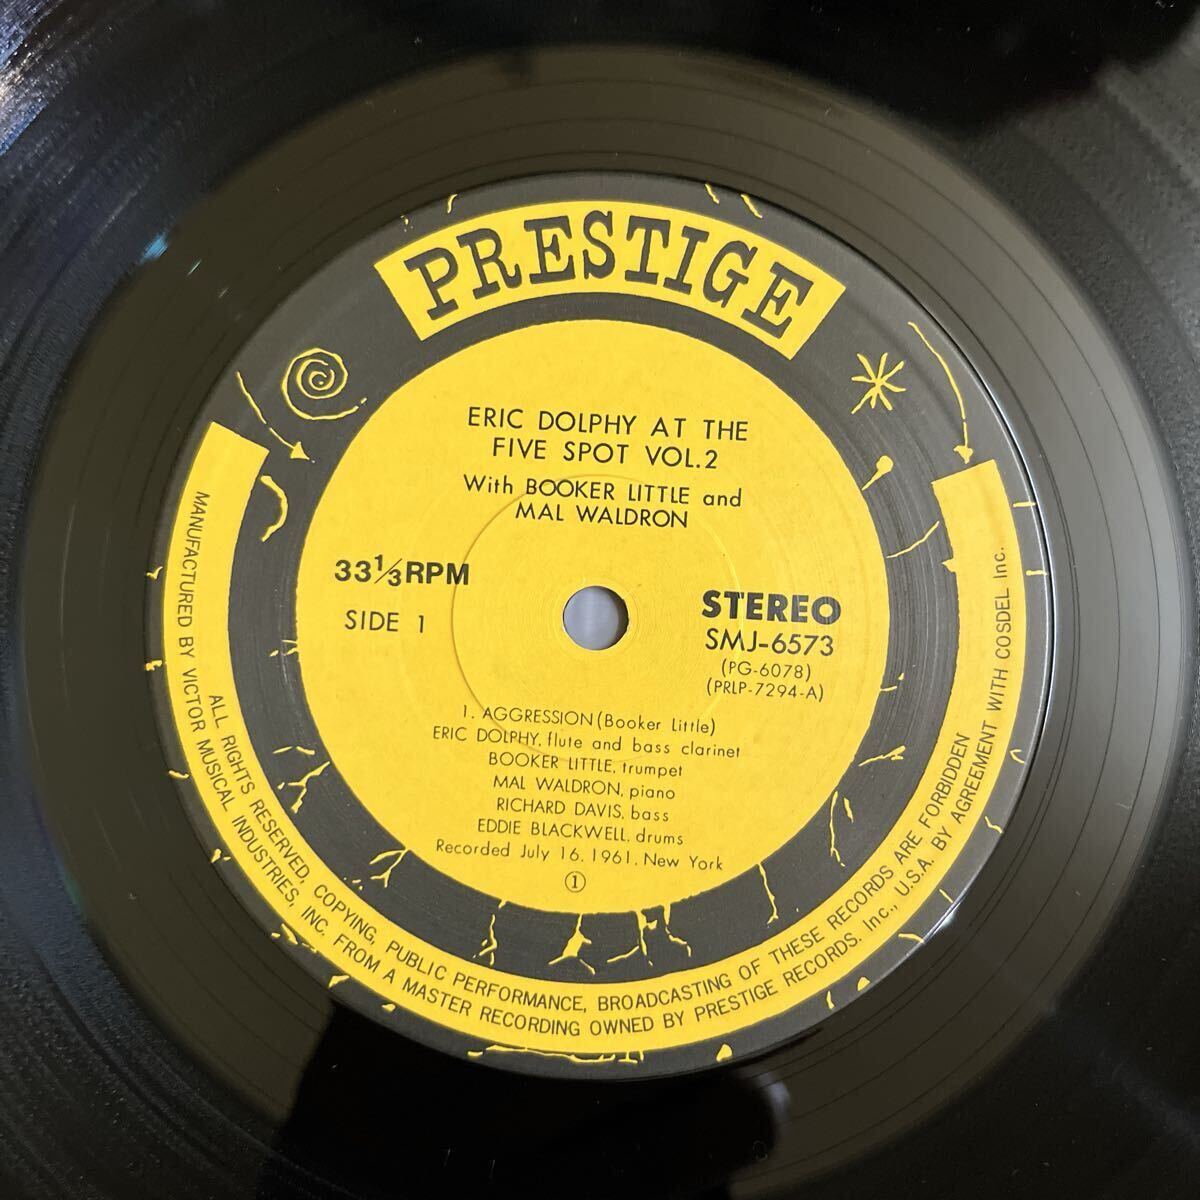 PRESTIGE
ERIC DOLPHY AT THE
FIVE SPOT VOL.2
With BOOKER LITTLE and
MAL WALDRON
33⅓RPM
SIDE 1
STEREO
SMJ-6573
(PG-6078)
(PRLP-7294-A)
1. AGGRESSION (Booker Little)
ERIC DOLPHY, flute and bass clarinet
BOOKER LITTLE, trumpet
MAL WALDRON, piano
RICHARD DAVIS, bass
EDDIE BLACKWELL, drums
Recorded July 16, 1961, New York
①
ALL RIGHTS RESERVED, COPYING, PUBLIC PERFORMANCE, BROADCASTING OF THESE RECORDS ARE FORBIDDEN
MANUFACTURED BY VICTOR MUSICAL INDUSTRIES, INC. FROM A MASTER RECORDING OWNED BY PRESTIGE RECORDS. Inc., U.S.A. BY AGREEMENT WITH COSDEL Inc.